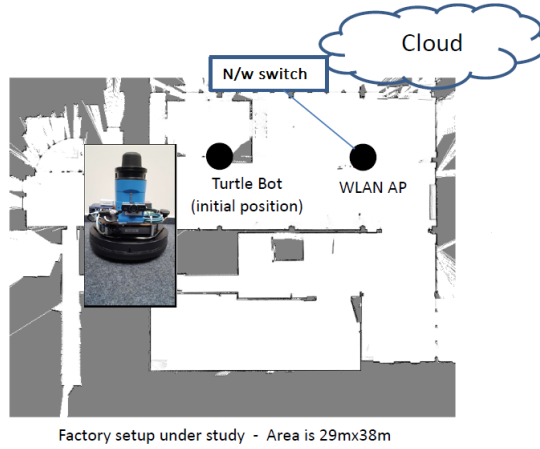 Cloud
N/w switch
Turtle Bot
(initial position)
WLAN AP
Factory setup under study - Area is 29mx38m